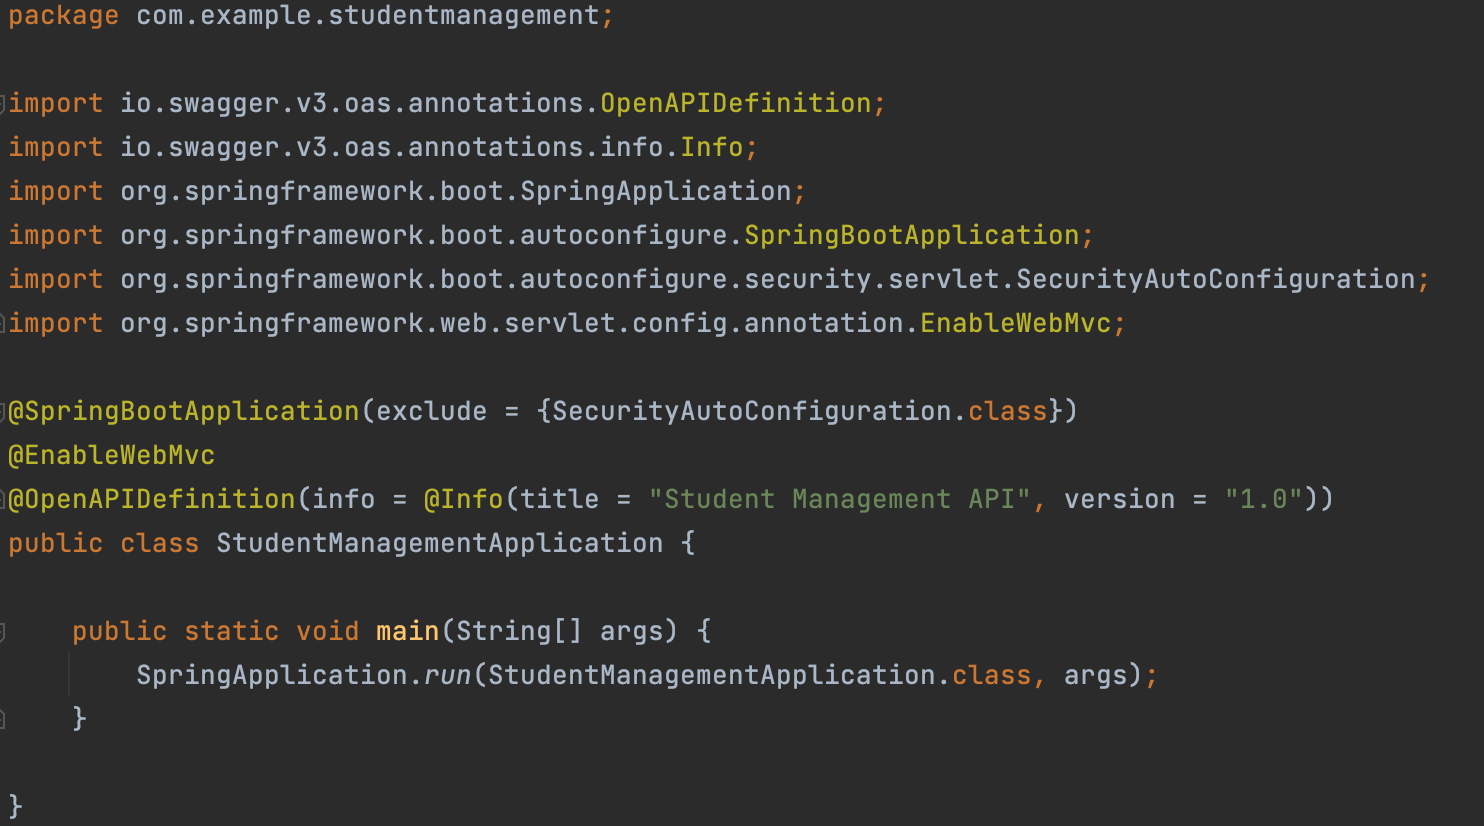 package com.example.studentmanagement;
import io.swagger.v3.oas.annotations.OpenAPIDefinition;
import io.swagger.v3.oas.annotations.info.Info;
import org.springframework.boot.SpringApplication;
import org.springframework.boot.autoconfigure.SpringBootApplication;
import org.springframework.boot.autoconfigure.security.servlet.SecurityAutoConfiguration;
import org.springframework.web.servlet.config.annotation.EnableWebMvc;
@SpringBootApplication(exclude = {SecurityAutoConfiguration.class})
@EnableWebMvc
@OpenAPIDefinition(info = @Info(title = "Student Management API", version = "1.0"))
public class StudentManagementApplication {
    public static void main(String[] args) {
        SpringApplication.run(StudentManagementApplication.class, args);
    }
}